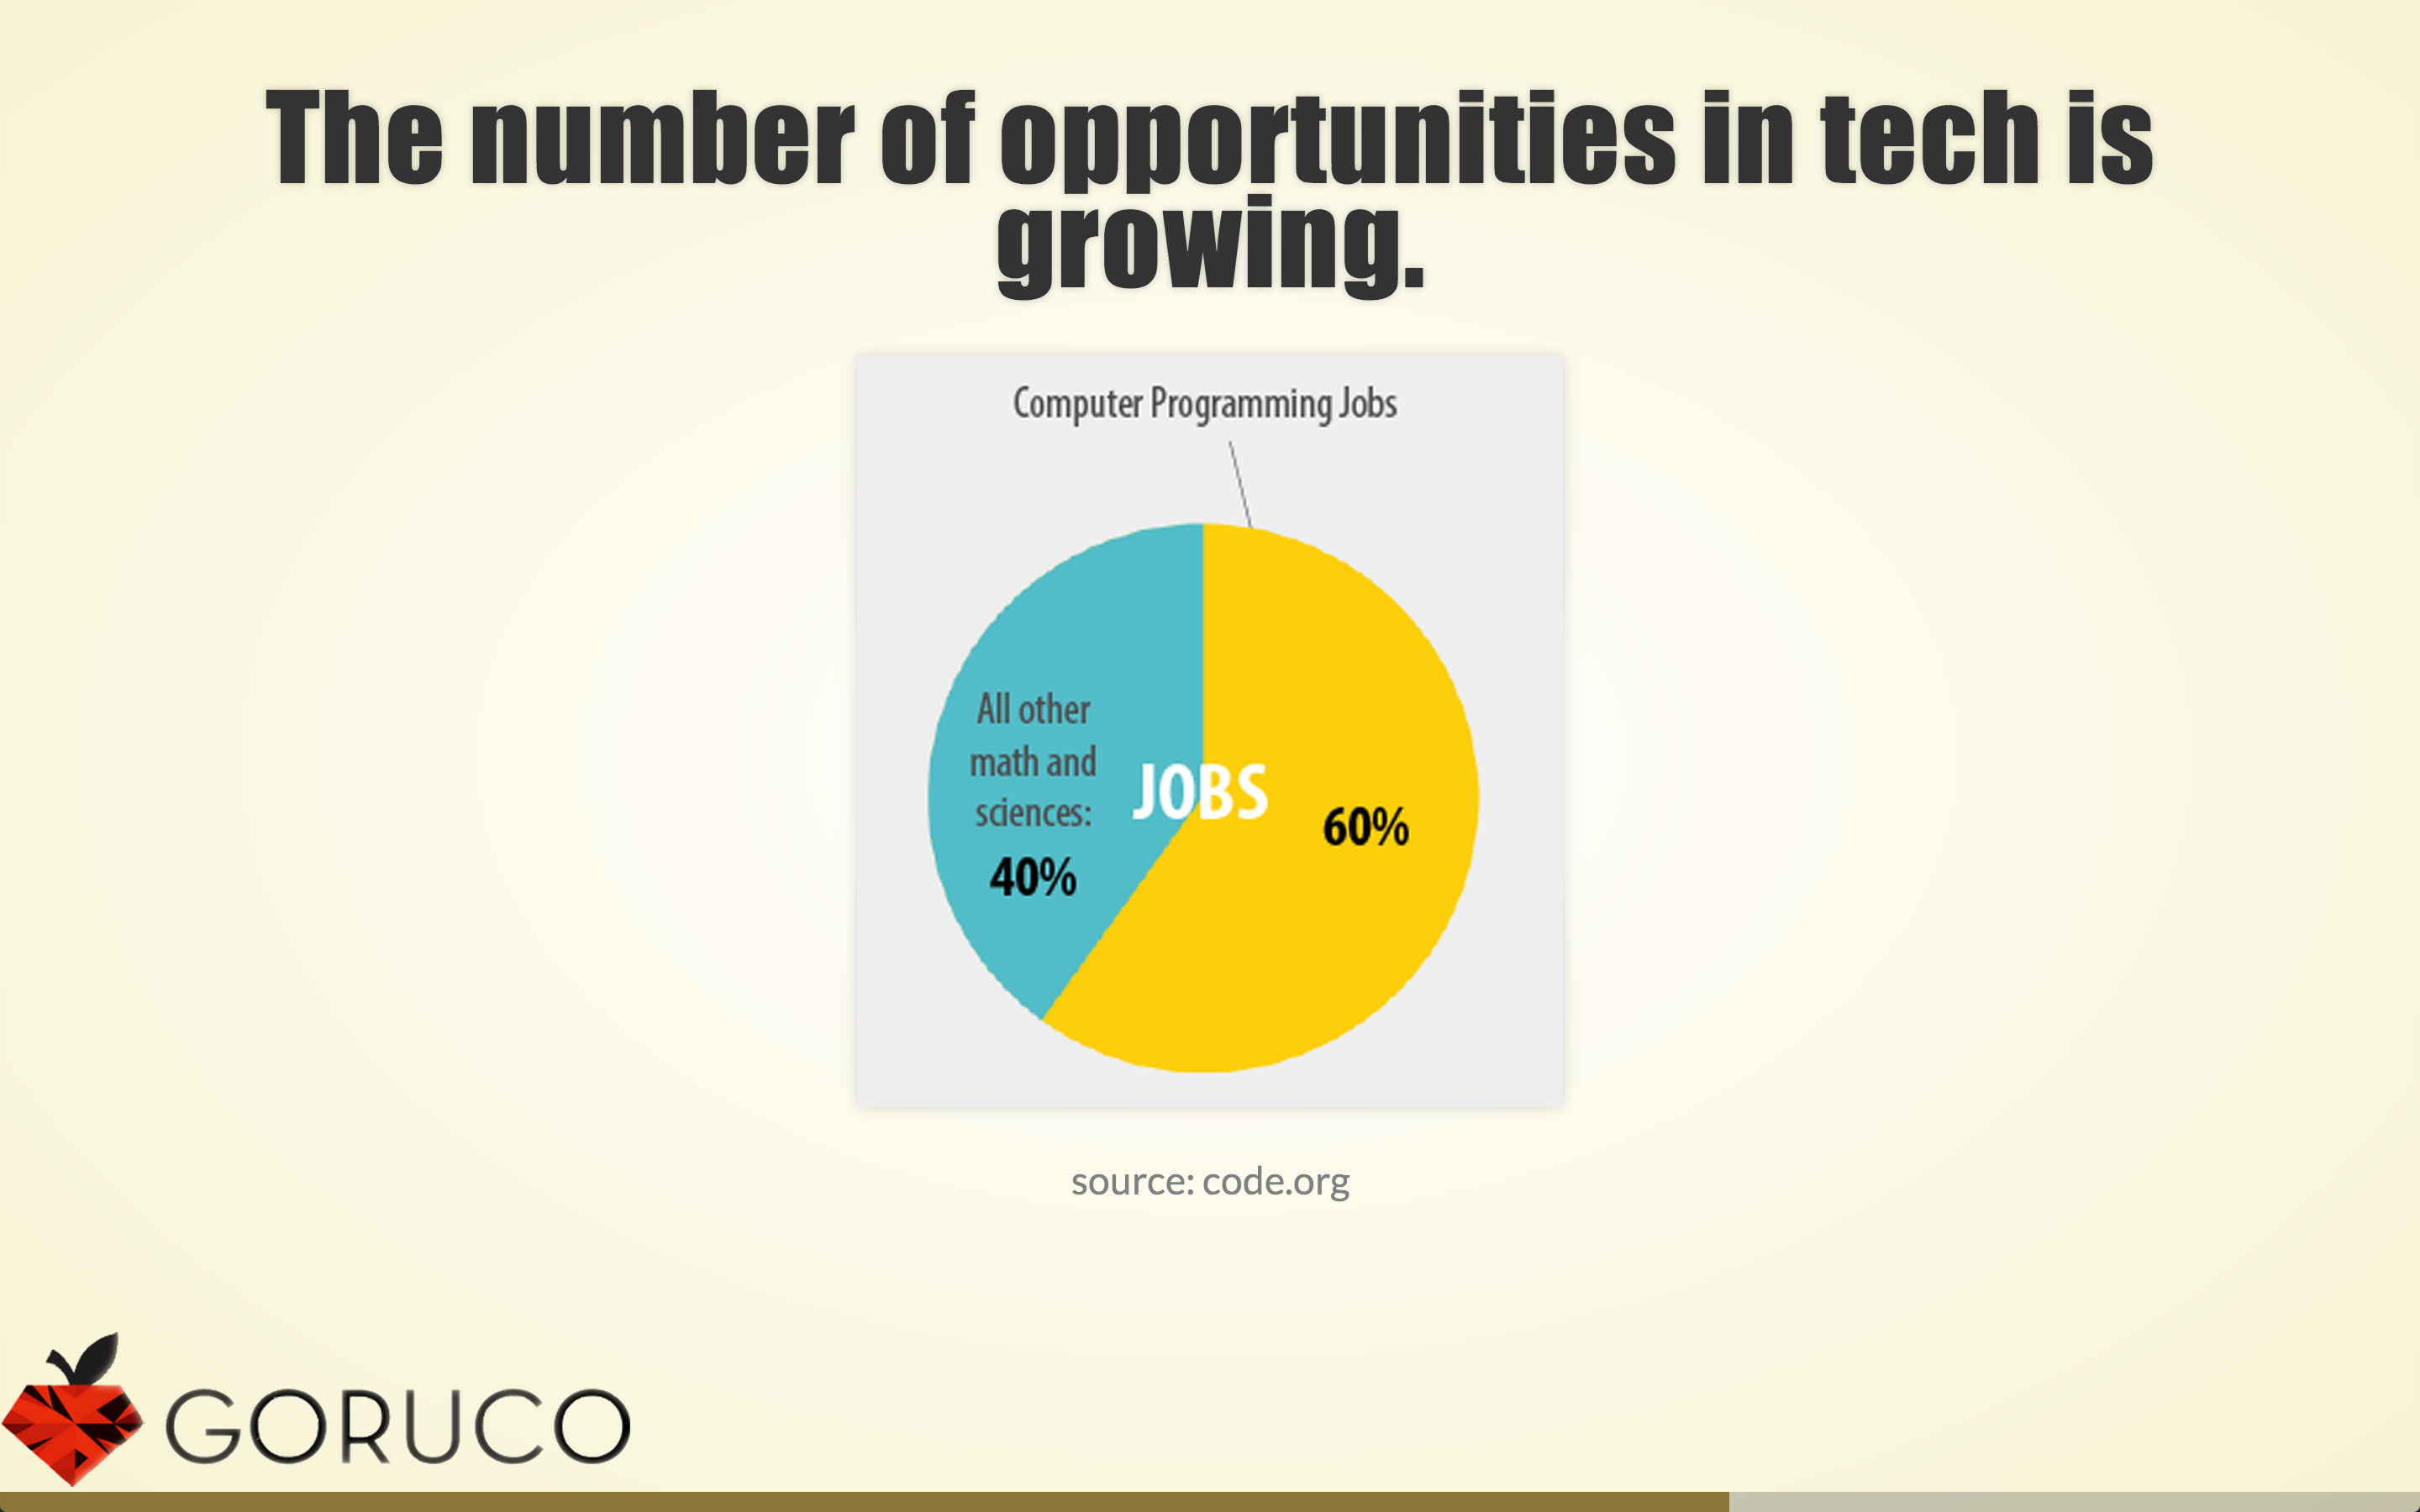 The number of opportunities in tech is
growing.
Computer Programming Jobs
All other
math and
sciences:
40%
JOBS
60%
source: code.org
GORUCO